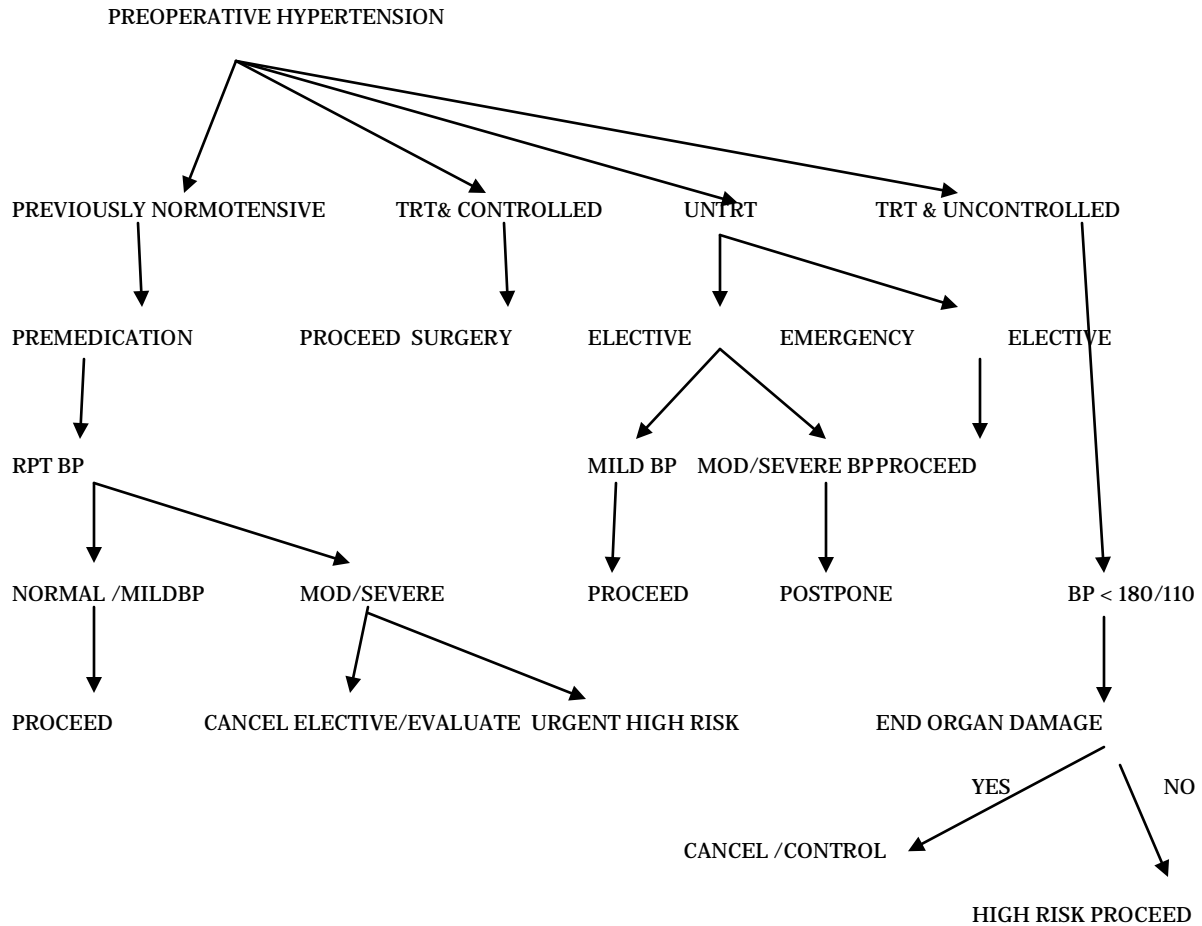 PREOPERATIVE HYPERTENSION
PREVIOUSLY NORMOTENSIVE TRT& CONTROLLED UNTRT TRT & UNCONTROLLED
PREMEDICATION PROCEED SURGERY ELECTIVE EMERGENCY ELECTIVE
RPT BP MILD BP MOD/SEVERE BP PROCEED
NORMAL /MILDBP MOD/SEVERE PROCEED POSTPONE BP < 180/110
PROCEED CANCEL ELECTIVE/EVALUATE URGENT HIGH RISK END ORGAN DAMAGE
YES NO
CANCEL /CONTROL
HIGH RISK PROCEED